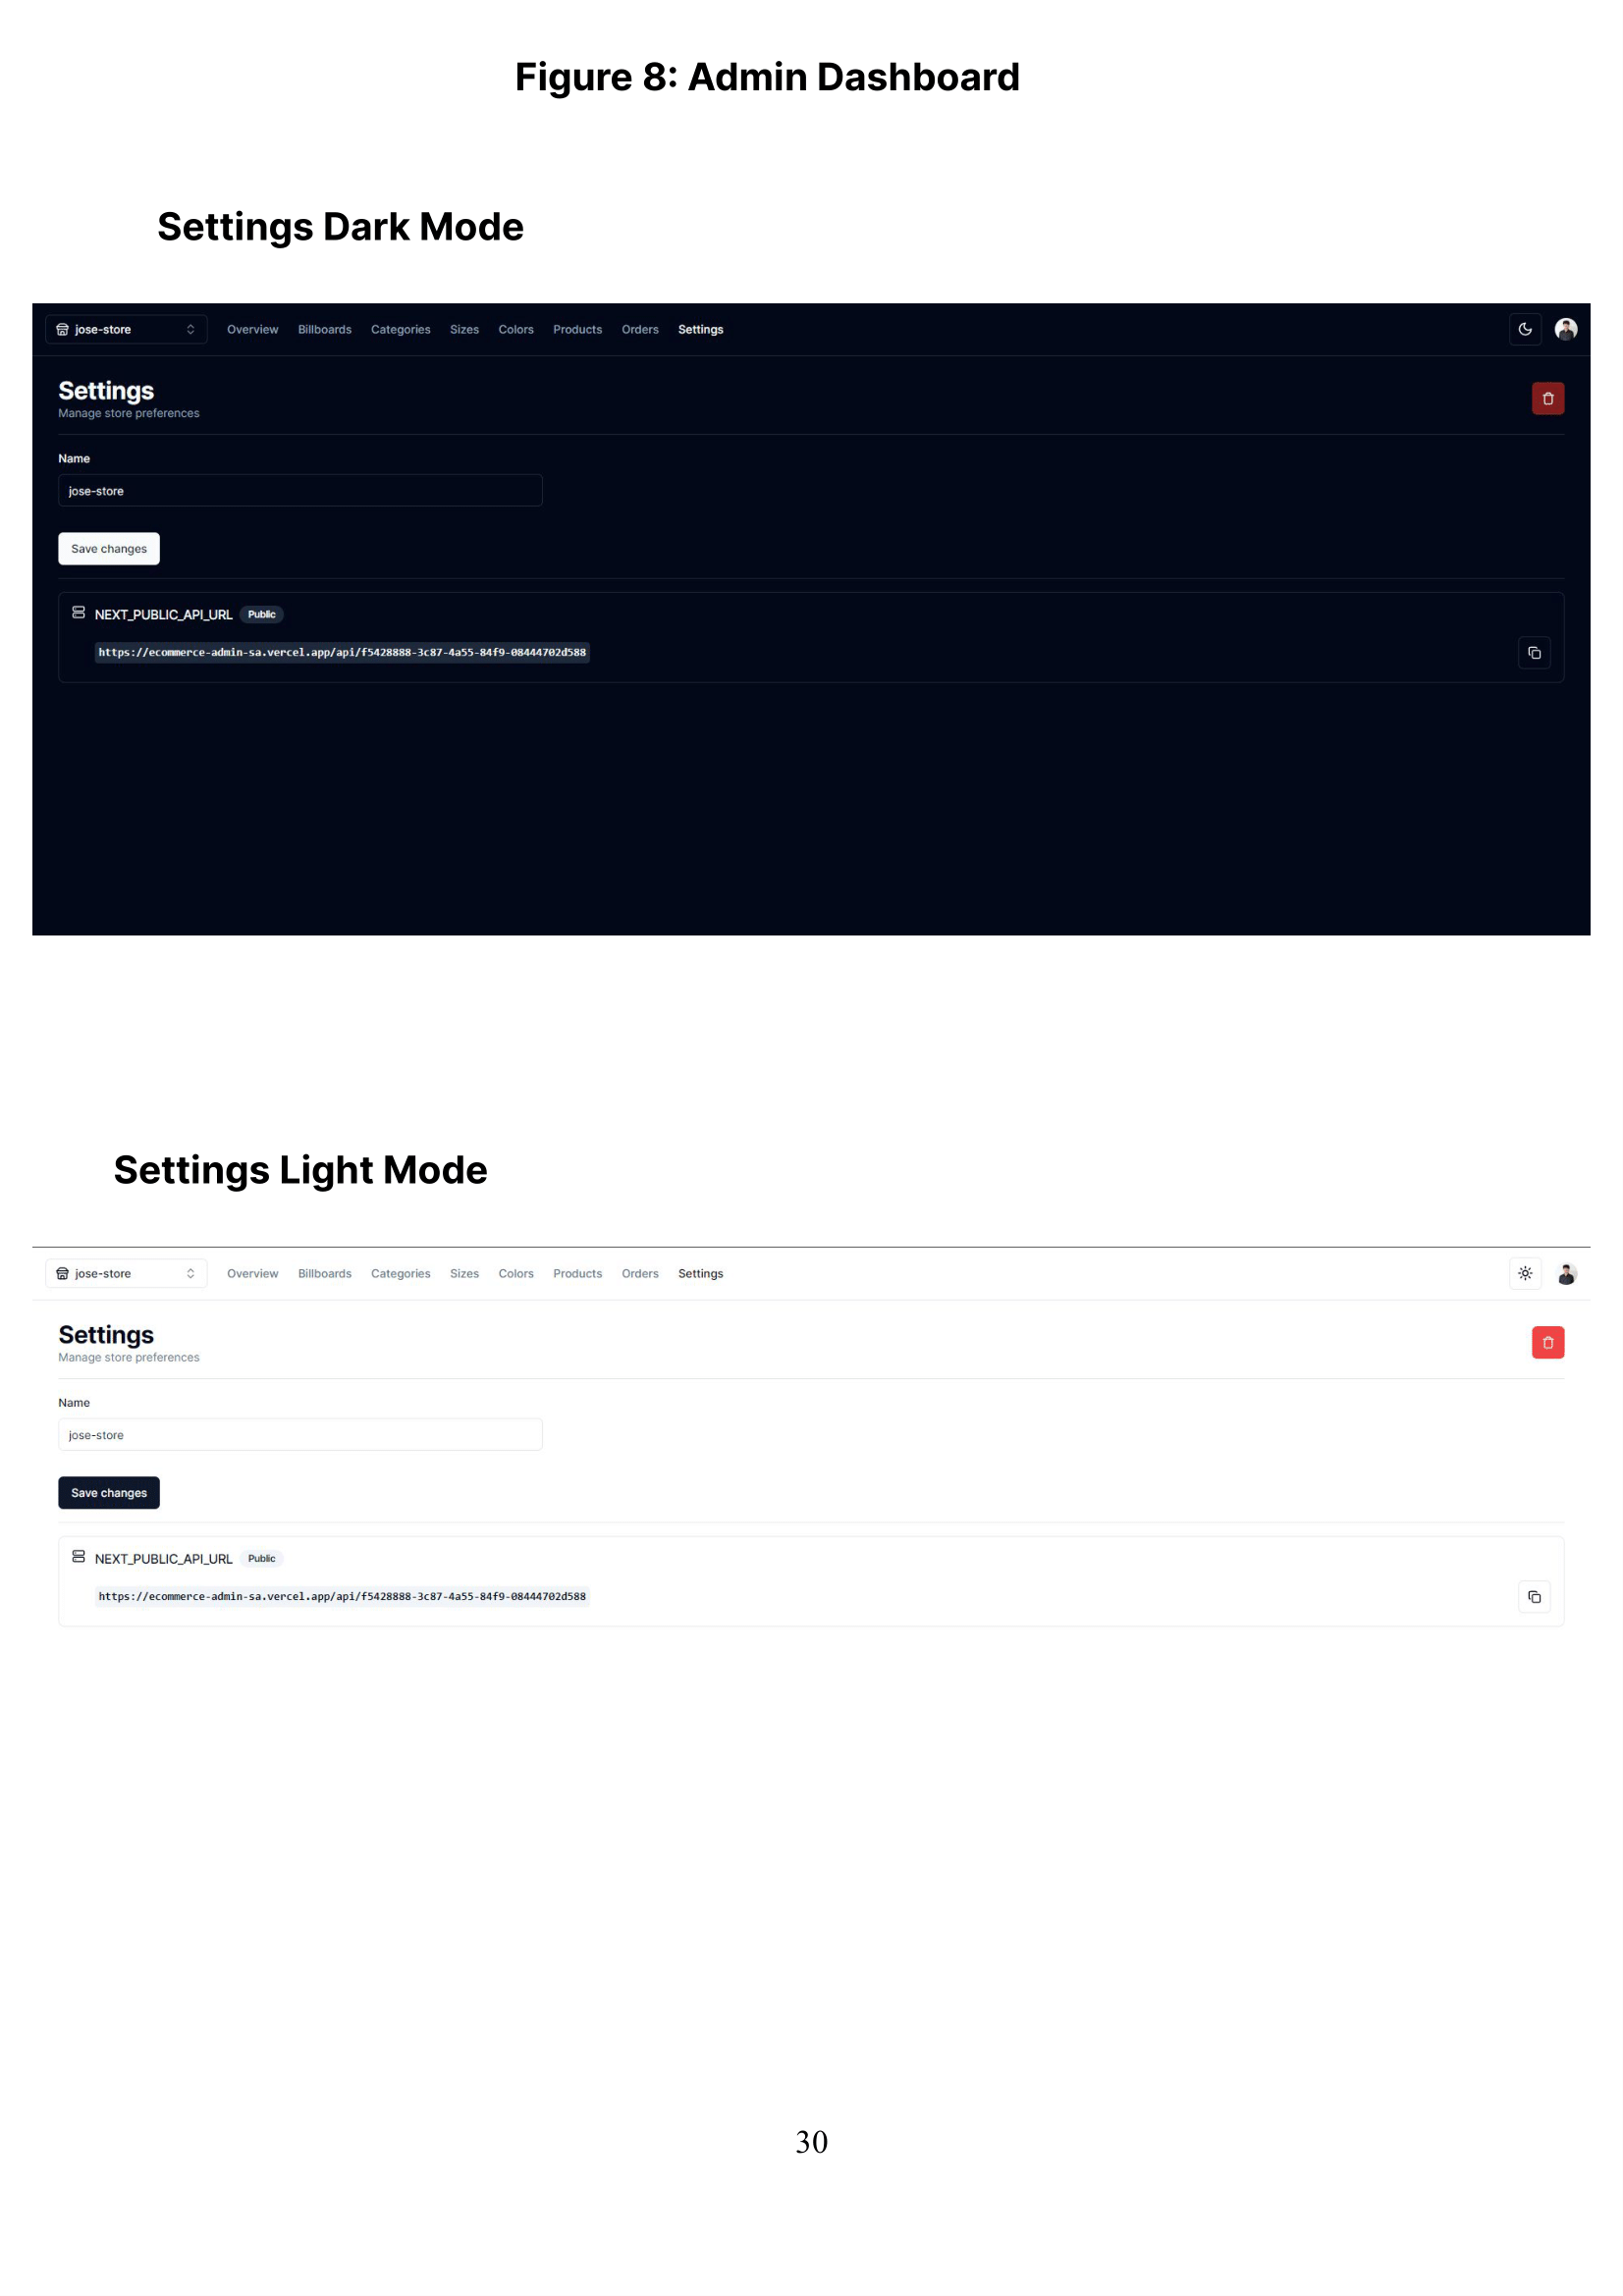 Figure 8: Admin Dashboard
Settings Dark Mode
jose-store Overview Billboards Categories Sizes Colors Products Orders Settings
Settings
Manage store preferences
Name
jose-store
Save changes
NEXT_PUBLIC_API_URL Public
https://ecommerce-admin-sa.vercel.app/api/f5428888-3c87-4a55-84f9-08444702d588
Settings Light Mode
jose-store Overview Billboards Categories Sizes Colors Products Orders Settings
Settings
Manage store preferences
Name
jose-store
Save changes
NEXT_PUBLIC_API_URL Public
https://ecommerce-admin-sa.vercel.app/api/f5428888-3c87-4a55-84f9-08444702d588
30